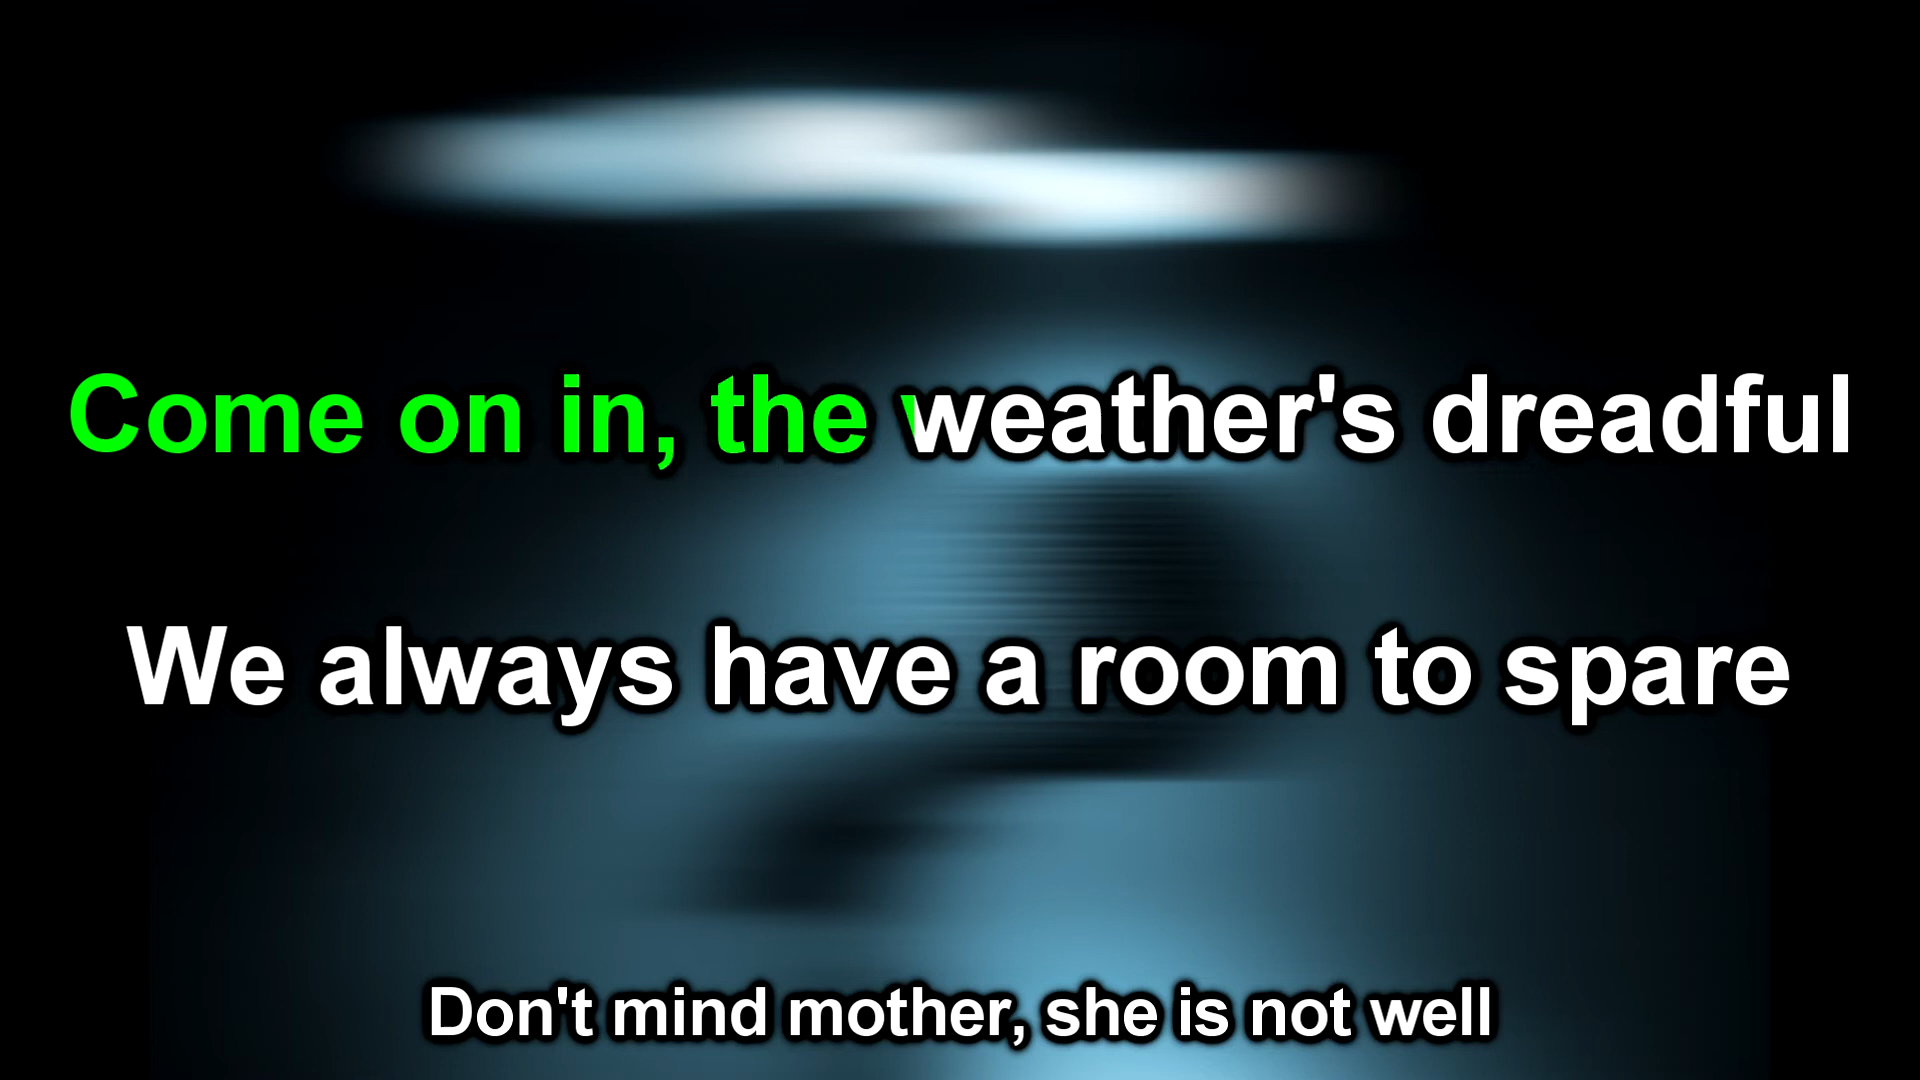 Come on in, the weather's dreadful
We always have a room to spare
Don't mind mother, she is not well